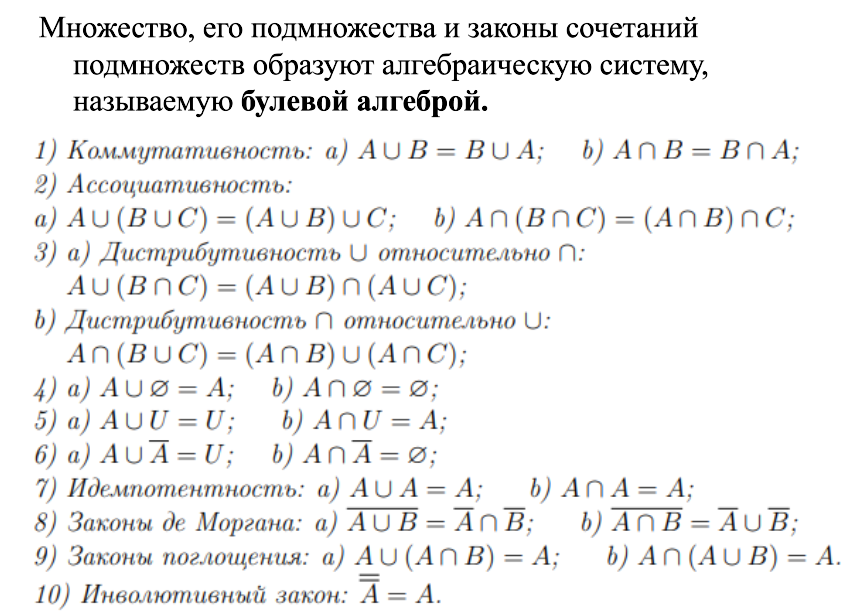 Множество, его подмножества и законы сочетаний
подмножеств образуют алгебраическую систему,
называемую булевой алгеброй.
1) Коммутативность: a) A ∪ B = B ∪ A; b) A ∩ B = B ∩ A;
2) Ассоциативность:
a) A ∪ (B ∪ C) = (A ∪ B) ∪ C; b) A ∩ (B ∩ C) = (A ∩ B) ∩ C;
3) a) Дистрибутивность ∪ относительно ∩:
A ∪ (B ∩ C) = (A ∪ B) ∩ (A ∪ C);
b) Дистрибутивность ∩ относительно ∪:
A ∩ (B ∪ C) = (A ∩ B) ∪ (A ∩ C);
4) a) A ∪ ∅ = A; b) A ∩ ∅ = ∅;
5) a) A ∪ U = U; b) A ∩ U = A;
6) a) A ∪ A̅ = U; b) A ∩ A̅ = ∅;
7) Идемпотентность: a) A ∪ A = A; b) A ∩ A = A;
8) Законы де Моргана: a) A̅ ̅∪̅ ̅B̅ = A̅ ∩ B̅; b) A̅ ̅∩̅ ̅B̅ = A̅ ∪ B̅;
9) Законы поглощения: a) A ∪ (A ∩ B) = A; b) A ∩ (A ∪ B) = A.
10) Инволютивный закон: A̅̅ = A.